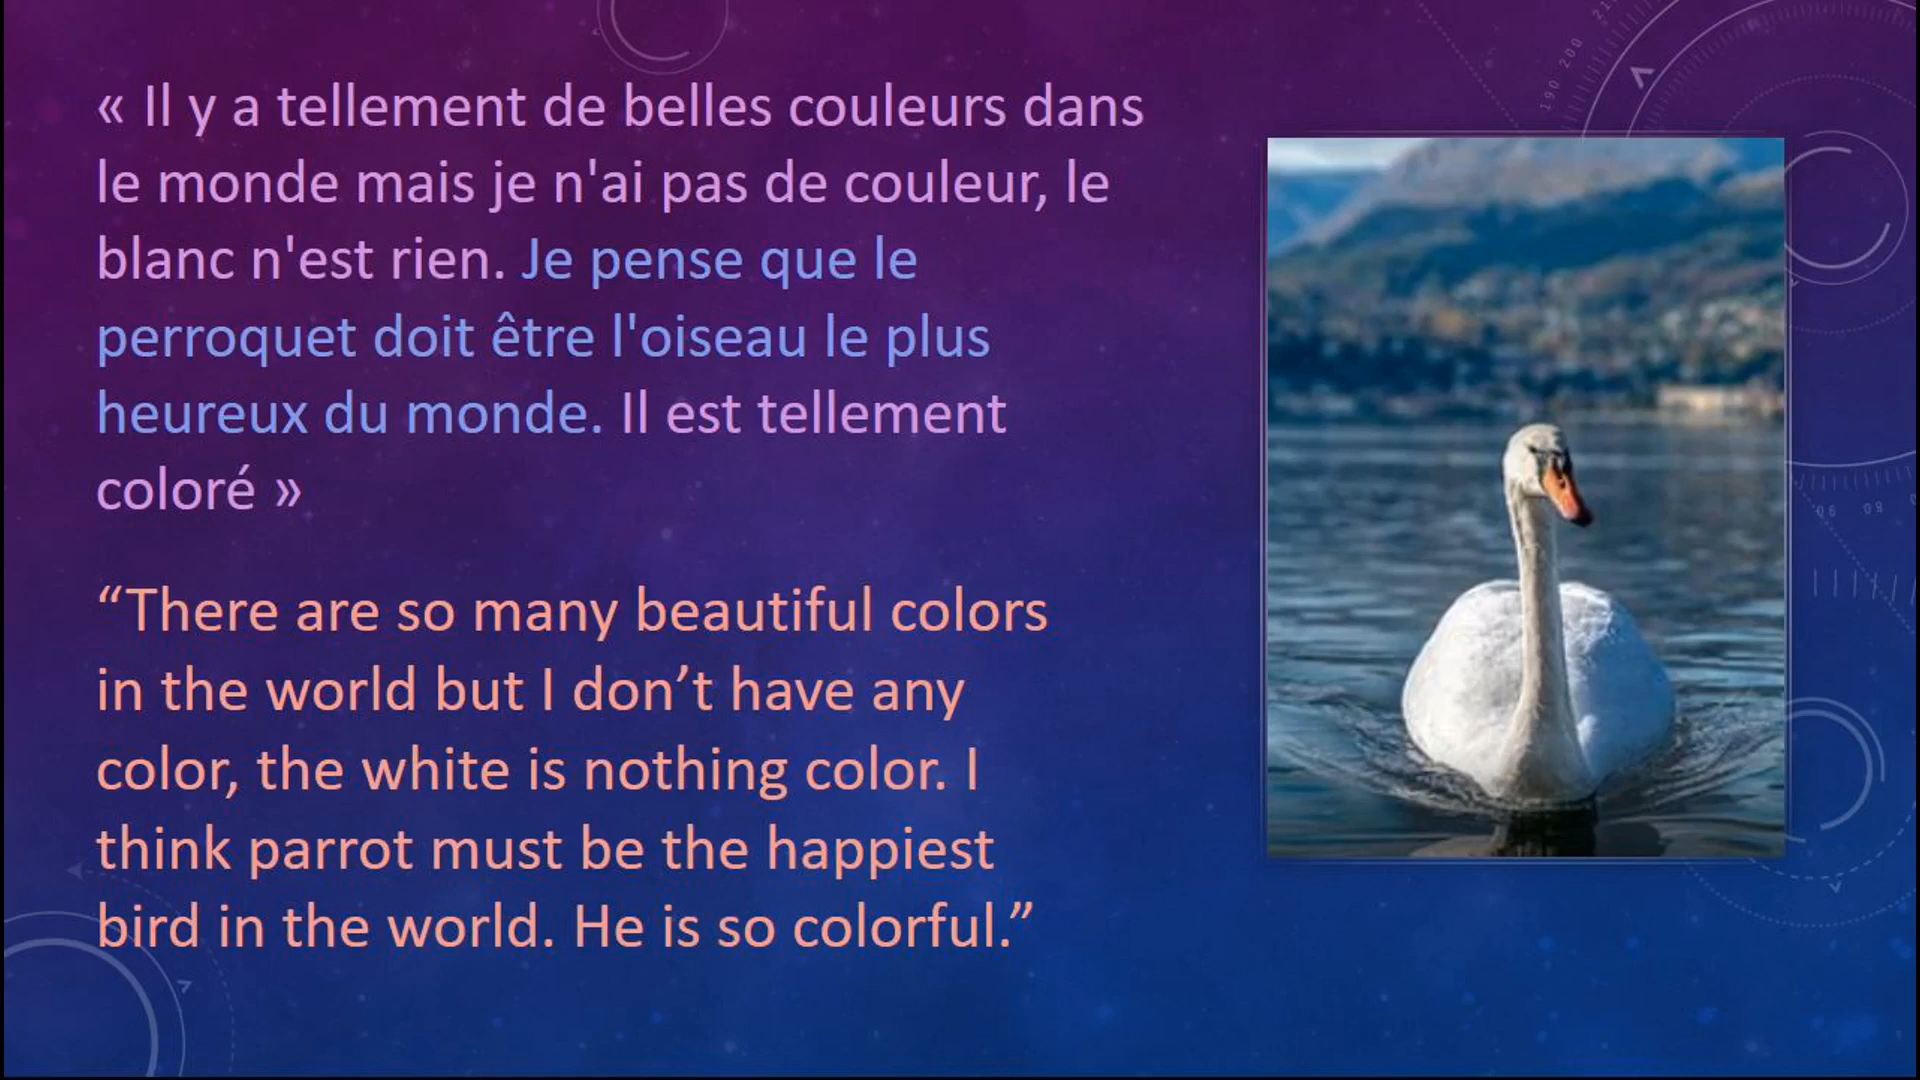 « Il y a tellement de belles couleurs dans
le monde mais je n'ai pas de couleur, le
blanc n'est rien. Je pense que le
perroquet doit être l'oiseau le plus
heureux du monde. Il est tellement
coloré »
“There are so many beautiful colors
in the world but I don’t have any
color, the white is nothing color. I
think parrot must be the happiest
bird in the world. He is so colorful.”
190 200